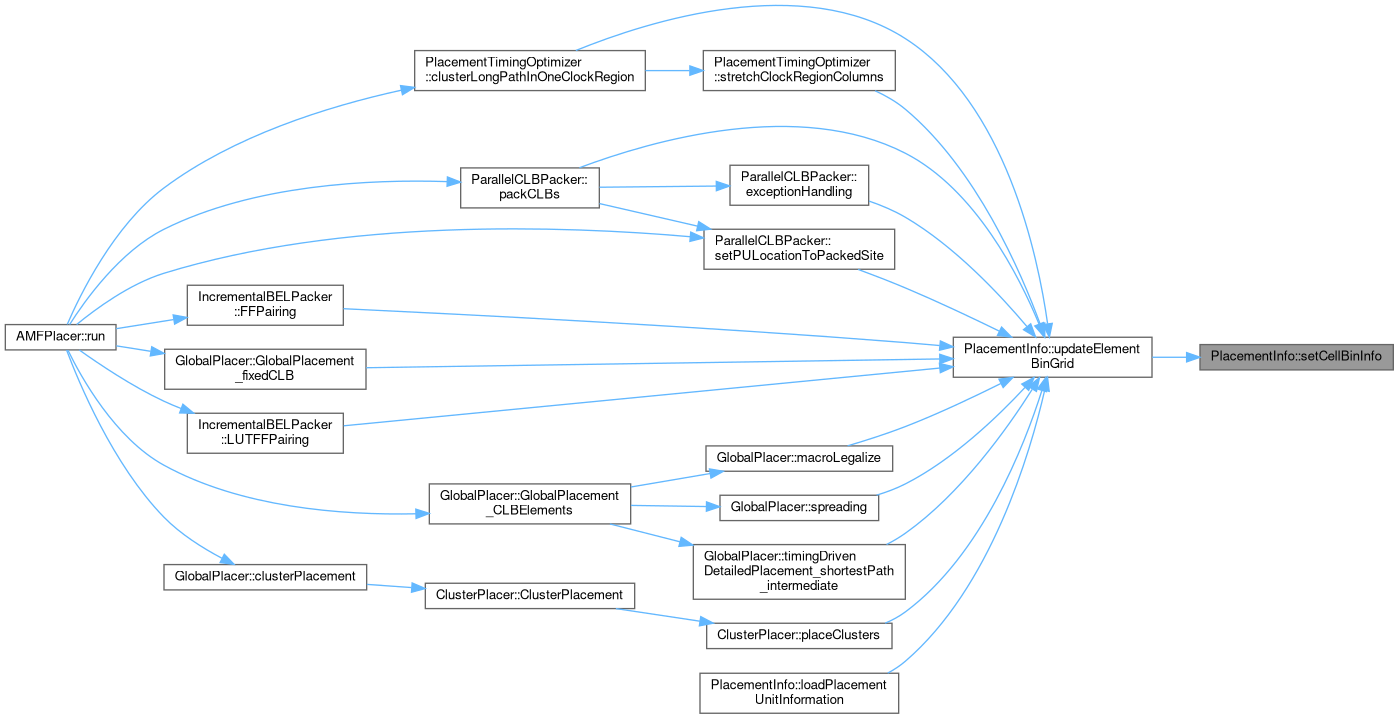 PlacementTimingOptimizer
::clusterLongPathInOneClockRegion
PlacementTimingOptimizer
::stretchClockRegionColumns
ParallelCLBPacker::
packCLBs
ParallelCLBPacker::
exceptionHandling
ParallelCLBPacker::
setPULocationToPackedSite
IncrementalBELPacker
::FFPairing
AMFPlacer::run
PlacementInfo::updateElement
BinGrid
PlacementInfo::setCellBinInfo
GlobalPlacer::GlobalPlacement
_fixedCLB
IncrementalBELPacker
::LUTFFPairing
GlobalPlacer::macroLegalize
GlobalPlacer::GlobalPlacement
_CLBElements
GlobalPlacer::spreading
GlobalPlacer::timingDriven
DetailedPlacement_shortestPath
_intermediate
GlobalPlacer::clusterPlacement
ClusterPlacer::ClusterPlacement
ClusterPlacer::placeClusters
PlacementInfo::loadPlacement
UnitInformation